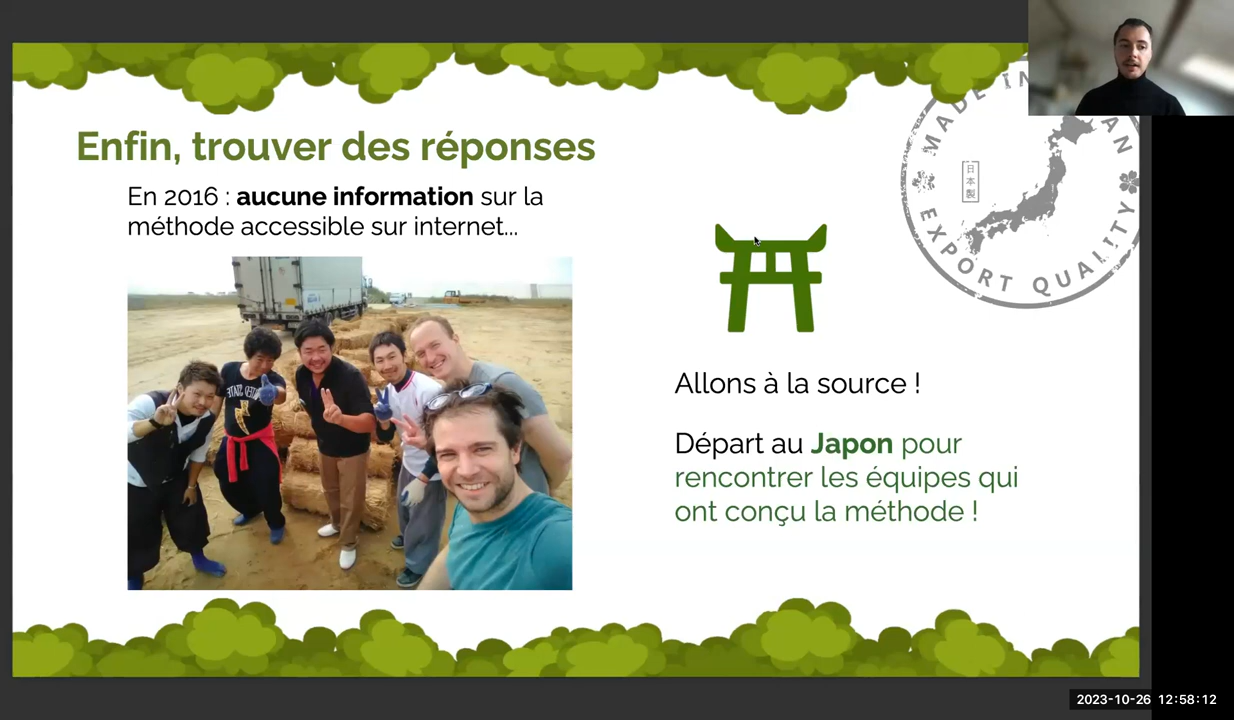 Enfin, trouver des réponses
En 2016 : aucune information sur la
méthode accessible sur internet...
MADE IN AN
日本製
EXPORT QUALITY
Allons à la source !
Départ au Japon pour
rencontrer les équipes qui
ont conçu la méthode !
2023-10-26 12:58:12